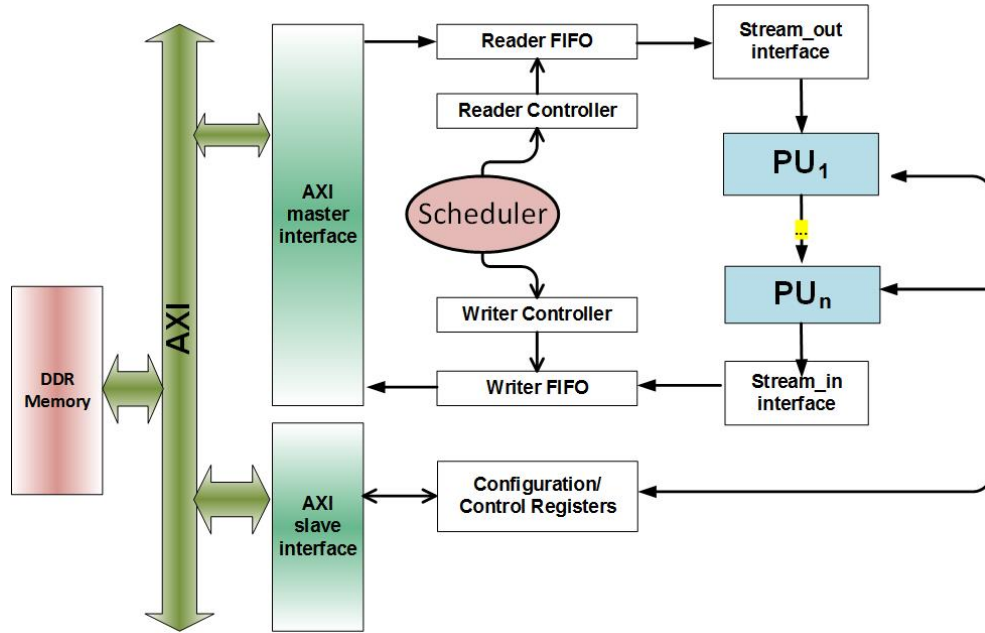 Reader FIFO
Stream_out
interface
Reader Controller
PU1
AXI
master
interface
Scheduler
...
PUn
Writer Controller
AXI
DDR
Memory
Writer FIFO
Stream_in
interface
AXI
slave
interface
Configuration/
Control Registers